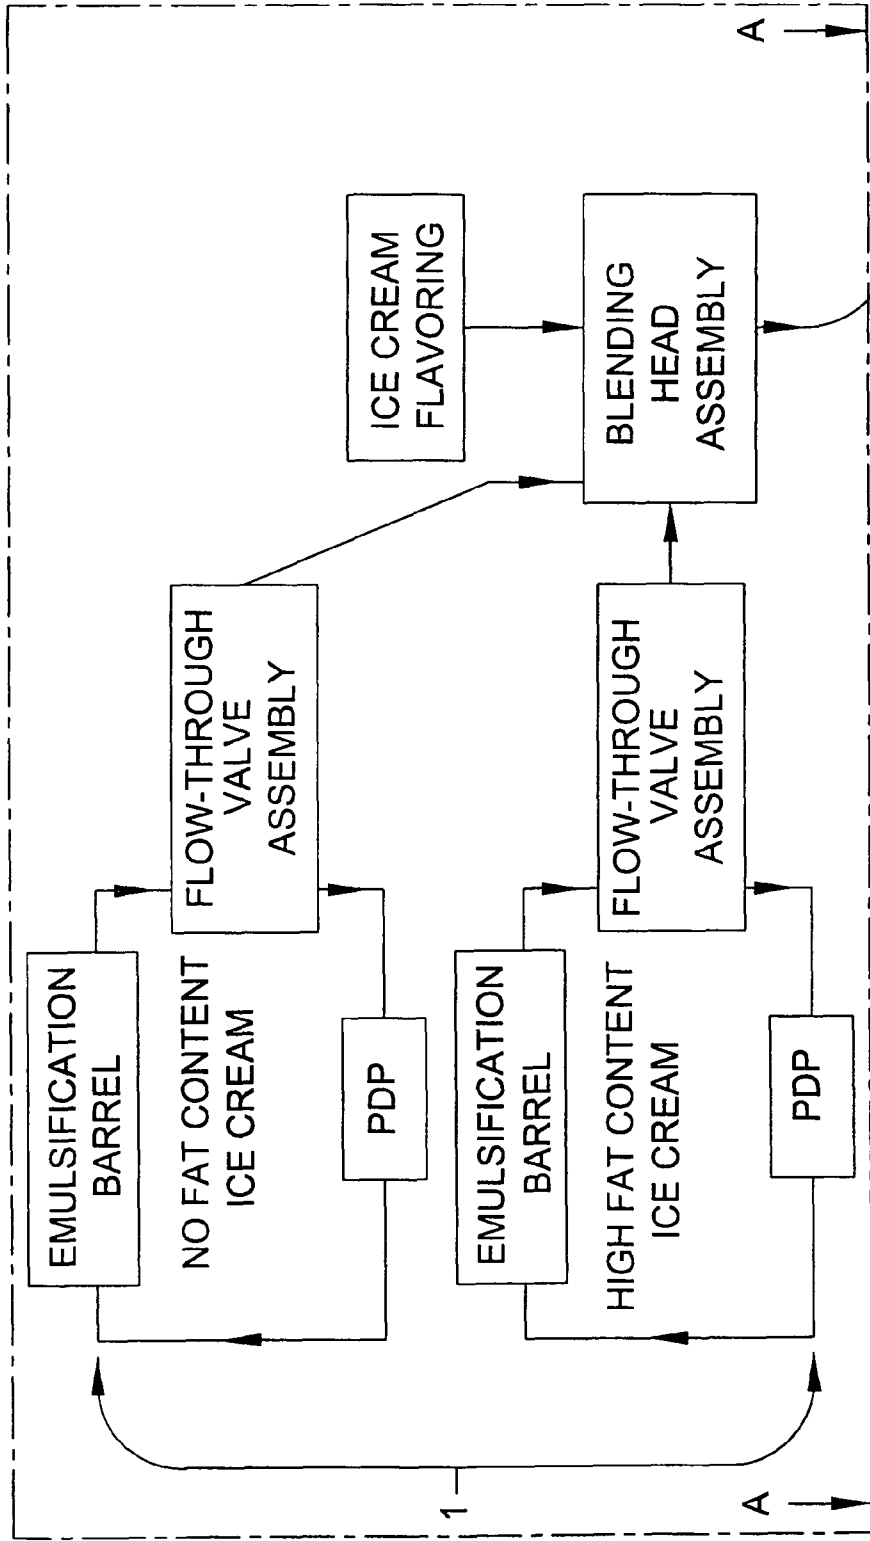 EMULSIFICATION
BARREL
NO FAT CONTENT
ICE CREAM
PDP
FLOW-THROUGH
VALVE
ASSEMBLY
ICE CREAM
FLAVORING
EMULSIFICATION
BARREL
HIGH FAT CONTENT
ICE CREAM
PDP
FLOW-THROUGH
VALVE
ASSEMBLY
BLENDING
HEAD
ASSEMBLY
1
A
A